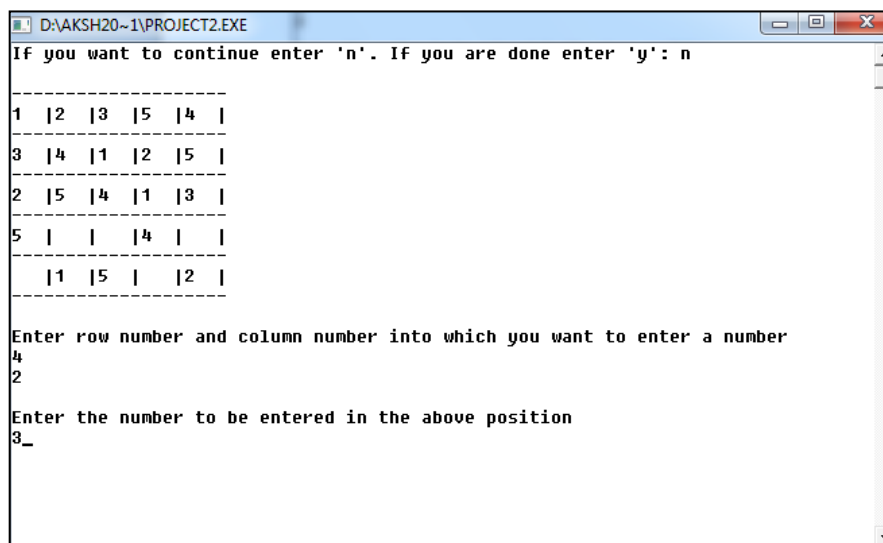 D:\AKSH20~1\PROJECT2.EXE
If you want to continue enter 'n'. If you are done enter 'y': n
--------------------
1  |2  |3  |5  |4  |
--------------------
3  |4  |1  |2  |5  |
--------------------
2  |5  |4  |1  |3  |
--------------------
5  |   |   |4  |   |
--------------------
   |1  |5  |   |2  |
--------------------
Enter row number and column number into which you want to enter a number
4
2
Enter the number to be entered in the above position
3_